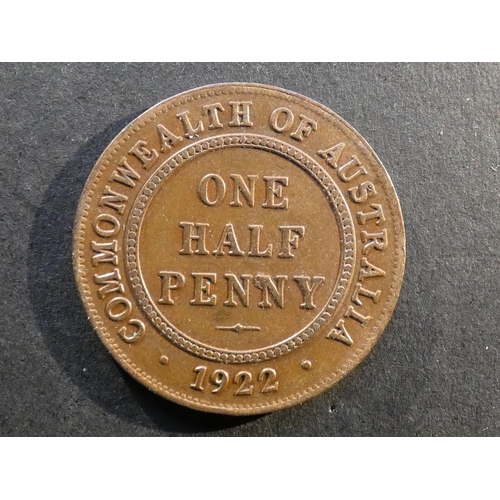 COMMONWEALTH OF AUSTRALIA
ONE
HALF
PENNY
· 1922 ·